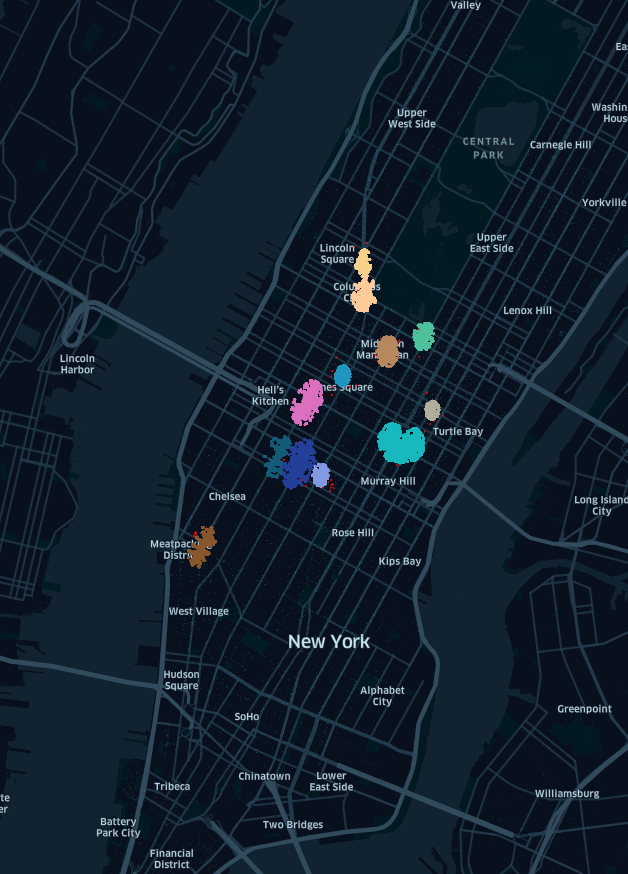 Valley
Upper
West Side
CENTRAL
PARK
Carnegie Hill
Yorkville
Lincoln
Square
Upper
East Side
Lenox Hill
Lincoln
Harbor
Hell's
Kitchen
Square
Turtle Bay
Murray Hill
Chelsea
Long Island
City
Rose Hill
Kips Bay
West Village
New York
Hudson
Square
Alphabet
City
SoHo
Greenpoint
Chinatown
Lower
East Side
Tribeca
Williamsburg
Battery
Park City
Two Bridges
Financial
District